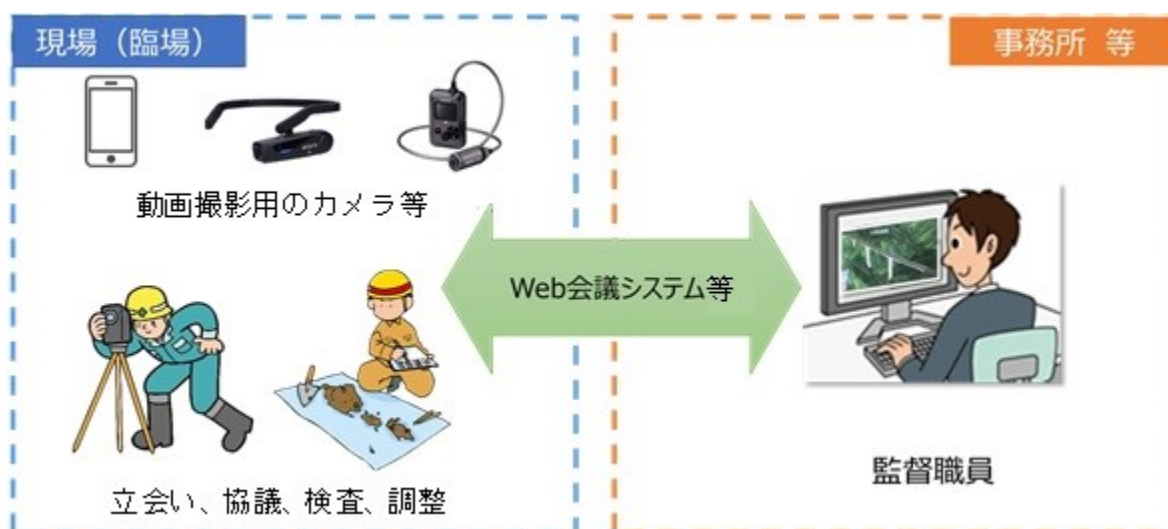 現場（臨場）
事務所 等
動画撮影用のカメラ等
Web会議システム等
監督職員
立会い、協議、検査、調整